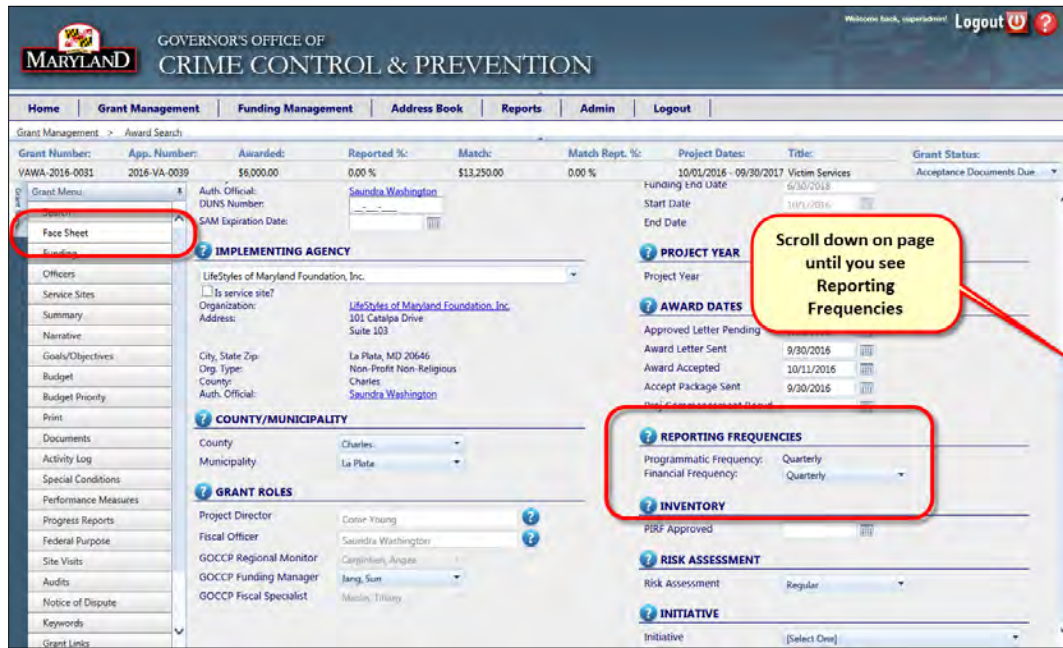 Welcome back, superadmin! Logout
MARYLAND
GOVERNOR'S OFFICE OF
CRIME CONTROL & PREVENTION
Home Grant Management Funding Management Address Book Reports Admin Logout
Grant Management > Award Search
Grant Number: App. Number: Awarded: Reported %: Match: Match Rept. %: Project Dates: Title: Grant Status:
VAWA-2016-0031 2016-VA-0039 $6,000.00 0.00 % $13,250.00 0.00 % 10/01/2016 - 09/30/2017 Victim Services Acceptance Documents Due
Grant Menu
Search
Face Sheet
Funding
Officers
Service Sites
Summary
Narrative
Goals/Objectives
Budget
Budget Priority
Print
Documents
Activity Log
Special Conditions
Performance Measures
Progress Reports
Federal Purpose
Site Visits
Audits
Notice of Dispute
Keywords
Grant Links
Auth. Official: Saundra Washington
DUNS Number:
SAM Expiration Date:
IMPLEMENTING AGENCY
LifeStyles of Maryland Foundation, Inc.
Is service site?
Organization: LifeStyles of Maryland Foundation, Inc.
Address: 101 Catalpa Drive
Suite 103
City, State Zip: La Plata, MD 20646
Org. Type: Non-Profit Non-Religious
County: Charles
Auth. Official: Saundra Washington
COUNTY/MUNICIPALITY
County Charles
Municipality La Plata
GRANT ROLES
Project Director Young
Fiscal Officer Saundra Washington
GOCCP Regional Monitor
GOCCP Funding Manager Jang, Sun
GOCCP Fiscal Specialist
Funding End Date 6/30/2018
Start Date 10/1/2016
End Date
PROJECT YEAR
Project Year
Scroll down on page
until you see
Reporting
Frequencies
AWARD DATES
Approved Letter Pending
Award Letter Sent 9/30/2016
Award Accepted 10/11/2016
Accept Package Sent 9/30/2016
REPORTING FREQUENCIES
Programmatic Frequency: Quarterly
Financial Frequency: Quarterly
INVENTORY
PIRF Approved
RISK ASSESSMENT
Risk Assessment Regular
INITIATIVE
Initiative [Select One]